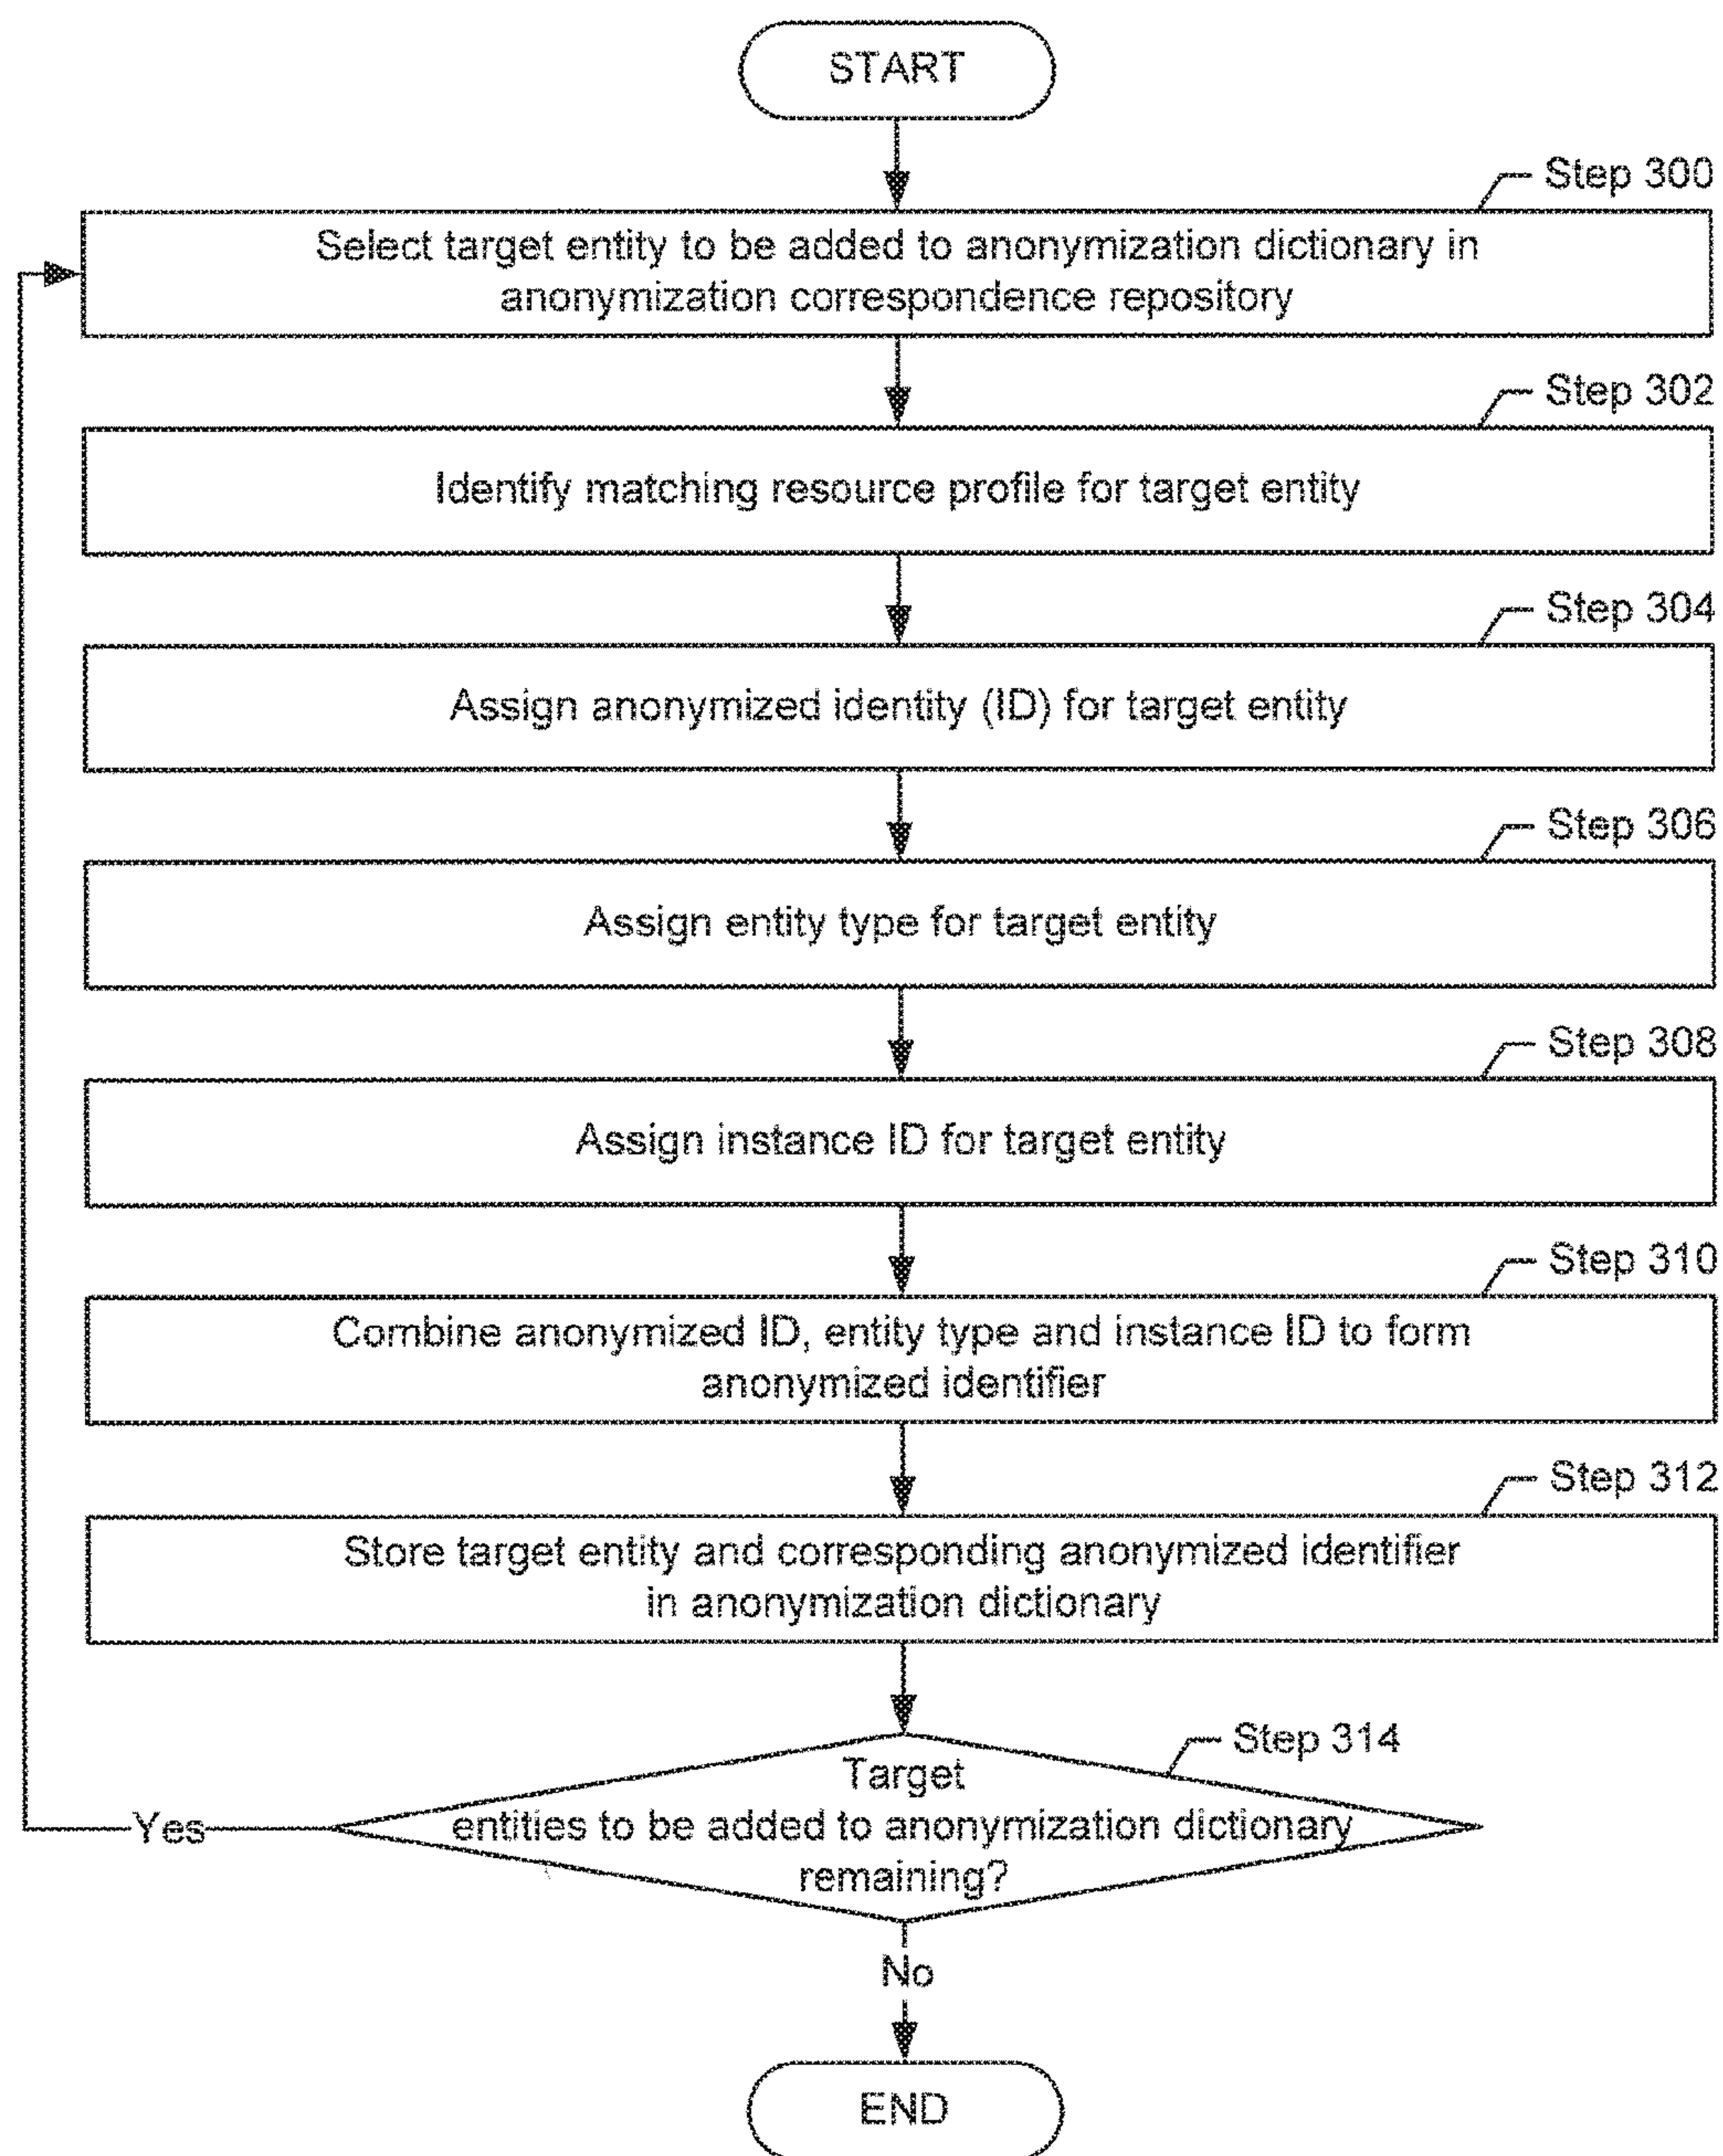 START
Step 300
Select target entity to be added to anonymization dictionary in
anonymization correspondence repository
Step 302
Identify matching resource profile for target entity
Step 304
Assign anonymized identity (ID) for target entity
Step 306
Assign entity type for target entity
Step 308
Assign instance ID for target entity
Step 310
Combine anonymized ID, entity type and instance ID to form
anonymized identifier
Step 312
Store target entity and corresponding anonymized identifier
in anonymization dictionary
Step 314
Target
entities to be added to anonymization dictionary
remaining?
Yes
No
END